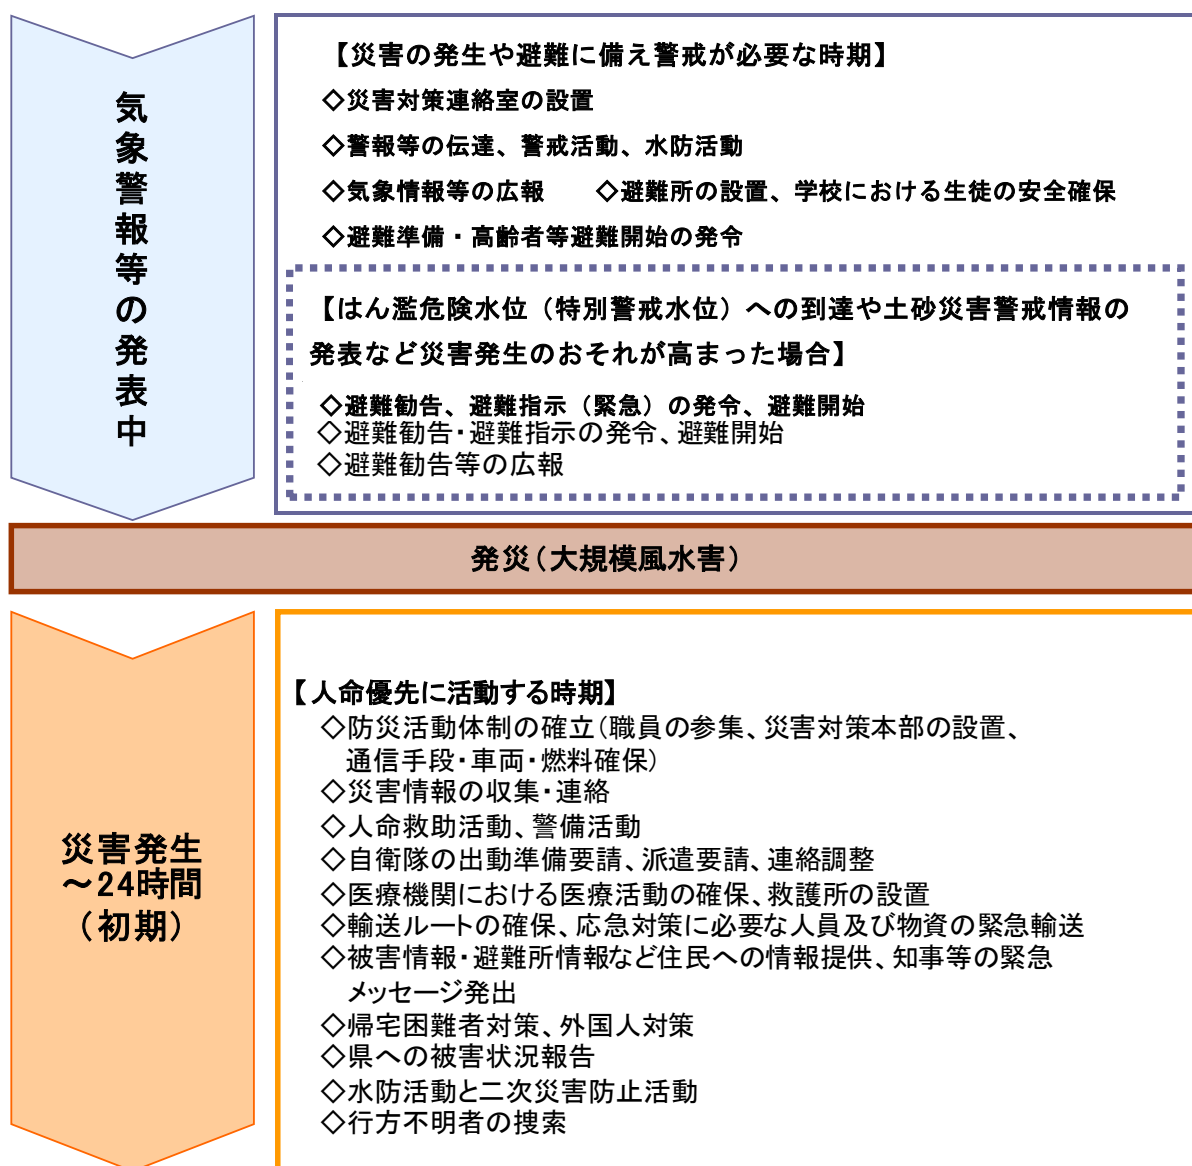 気象警報等の発表中
【災害の発生や避難に備え警戒が必要な時期】
◇災害対策連絡室の設置
◇警報等の伝達、警戒活動、水防活動
◇気象情報等の広報　　◇避難所の設置、学校における生徒の安全確保
◇避難準備・高齢者等避難開始の発令
【はん濫危険水位（特別警戒水位）への到達や土砂災害警戒情報の
発表など災害発生のおそれが高まった場合】
◇避難勧告、避難指示（緊急）の発令、避難開始
◇避難勧告・避難指示の発令、避難開始
◇避難勧告等の広報
発災（大規模風水害）
災害発生
～24時間
（初期）
【人命優先に活動する時期】
◇防災活動体制の確立（職員の参集、災害対策本部の設置、
通信手段・車両・燃料確保）
◇災害情報の収集・連絡
◇人命救助活動、警備活動
◇自衛隊の出動準備要請、派遣要請、連絡調整
◇医療機関における医療活動の確保、救護所の設置
◇輸送ルートの確保、応急対策に必要な人員及び物資の緊急輸送
◇被害情報・避難所情報など住民への情報提供、知事等の緊急
メッセージ発出
◇帰宅困難者対策、外国人対策
◇県への被害状況報告
◇水防活動と二次災害防止活動
◇行方不明者の捜索